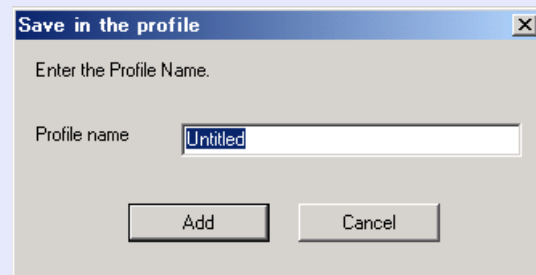 Save in the profile
Enter the Profile Name.
Profile name
Untitled
Add
Cancel